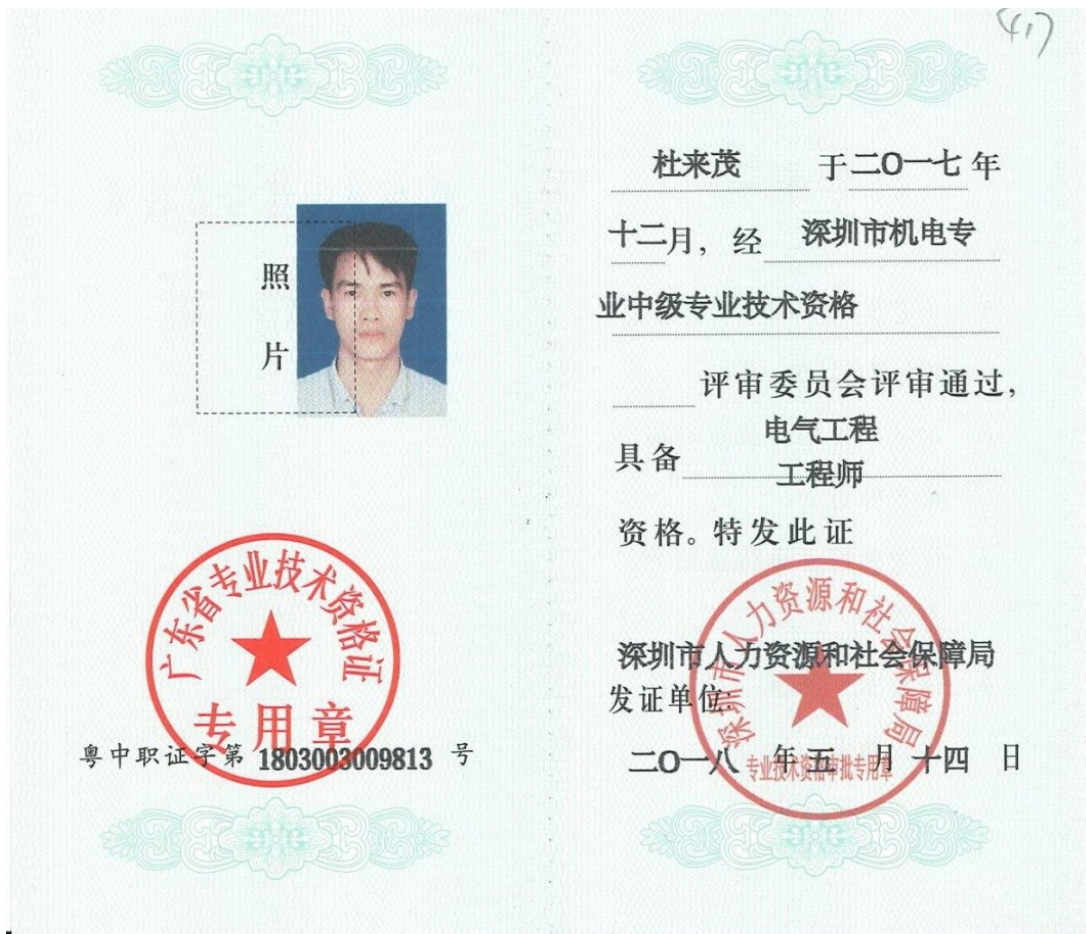 照
片
广东省专业技术资格证
专用章
粤中职证字第 1803003009813 号
(41)
杜来茂 于二〇一七年
十二月，经 深圳市机电专
业中级专业技术资格
评审委员会评审通过，
电气工程
具备
工程师
资格。特发此证
深圳市人力资源和社会保障局
深圳市人力资源和社会保障局
发证单位:
二〇一八 年 五 月 十四 日
专业技术资格审批专用章